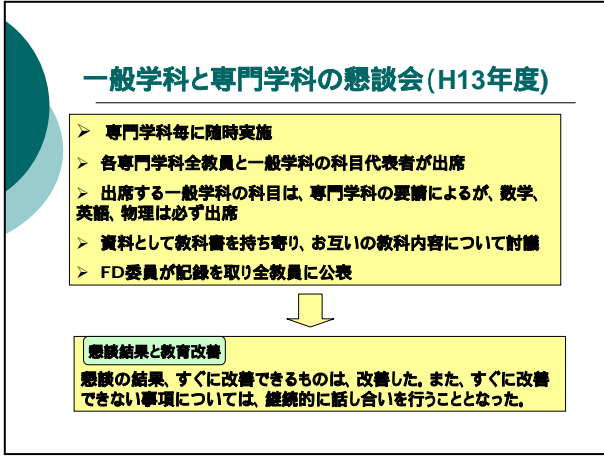 一般学科と専門学科の懇談会(H13年度)
➢ 専門学科毎に随時実施
➢ 各専門学科全教員と一般学科の科目代表者が出席
➢ 出席する一般学科の科目は、専門学科の要請によるが、数学、
英語、物理は必ず出席
➢ 資料として教科書を持ち寄り、お互いの教科内容について討議
➢ FD委員が記録を取り全教員に公表
懇談結果と教育改善
懇談の結果、すぐに改善できるものは、改善した。また、すぐに改善
できない事項については、継続的に話し合いを行うこととなった。